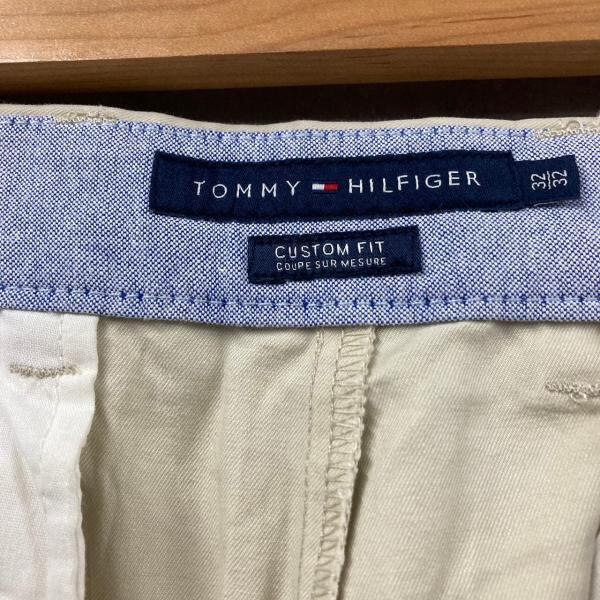 TOMMY HILFIGER
32
32
CUSTOM FIT
COUPE SUR MESURE